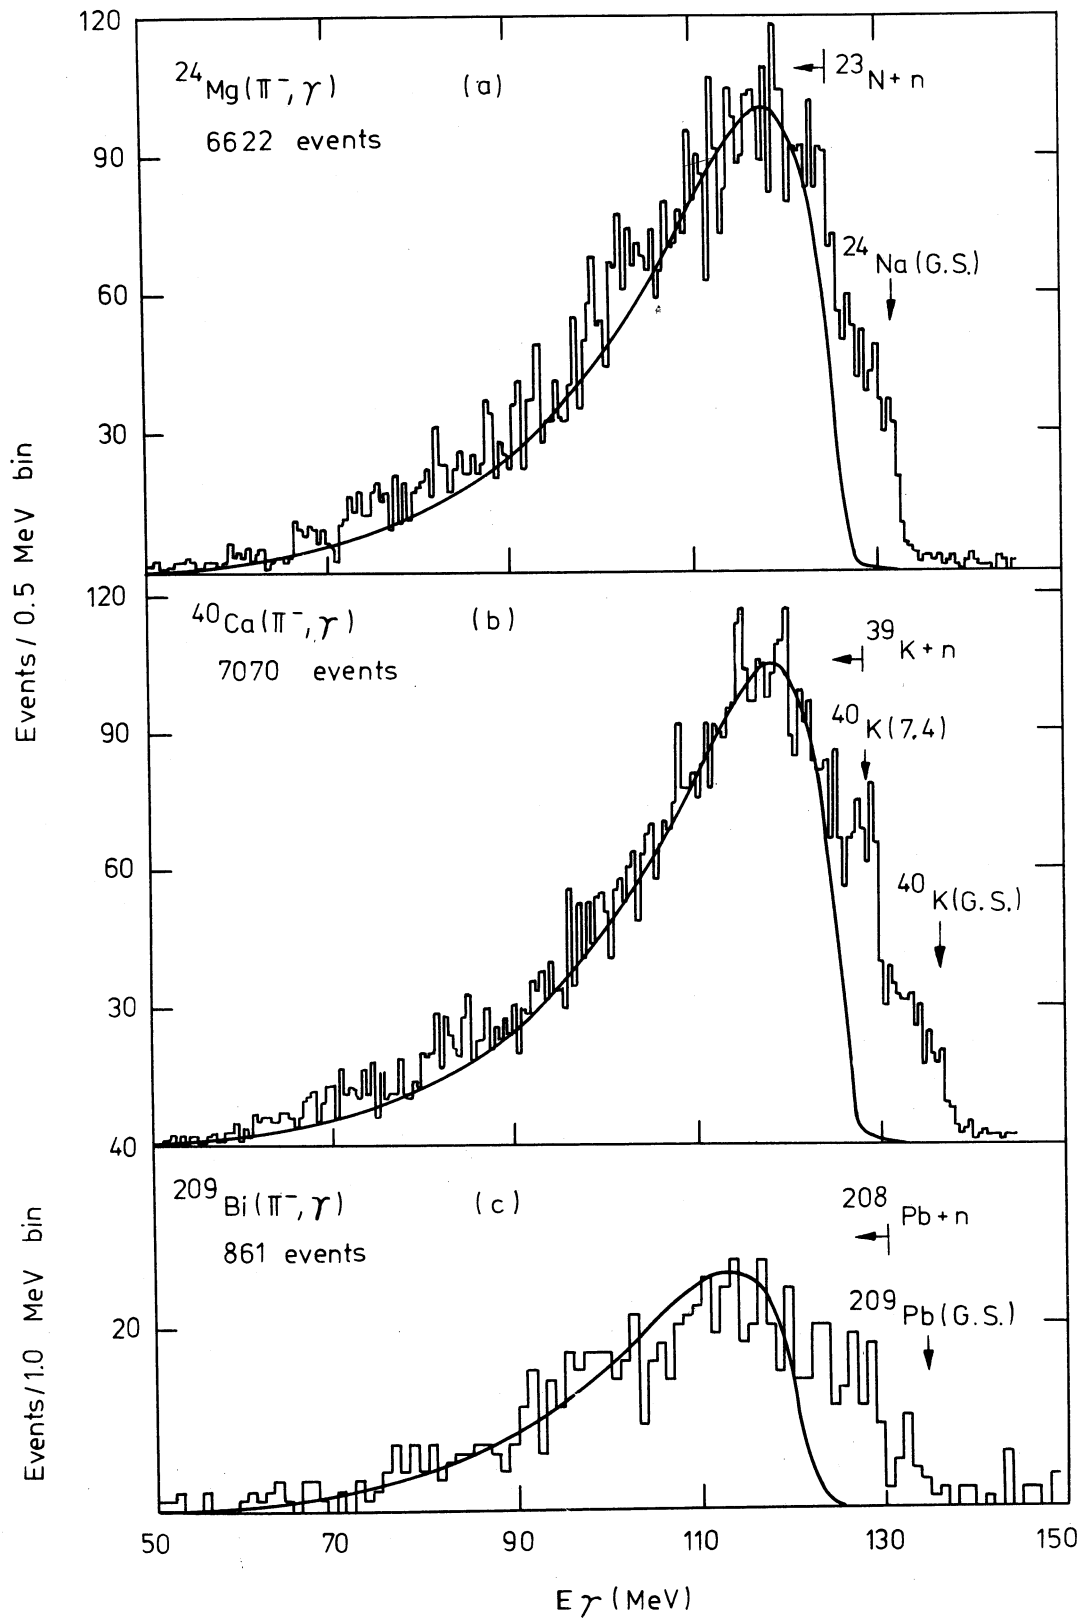 120
90
60
30
24Mg(π−,γ)
(a)
6622 events
23N+n
24Na(G.S.)
Events/0.5 MeV bin
120
90
60
30
40Ca(π−,γ)
(b)
7070 events
39K+n
40K(7.4)
40K(G.S.)
40
20
209Bi(π−,γ)
(c)
861 events
208Pb+n
209Pb(G.S.)
Events/1.0 MeV bin
50 70 90 110 130 150
Eγ(MeV)